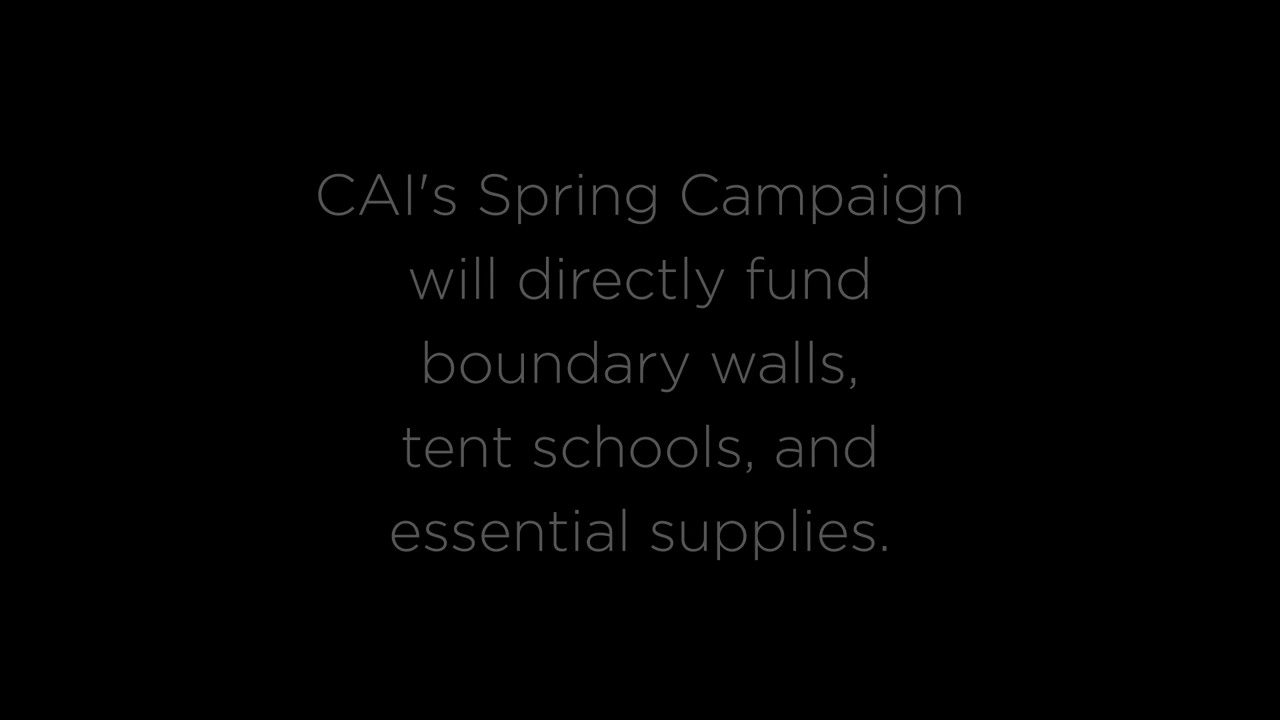 CAI's Spring Campaign
will directly fund
boundary walls,
tent schools, and
essential supplies.